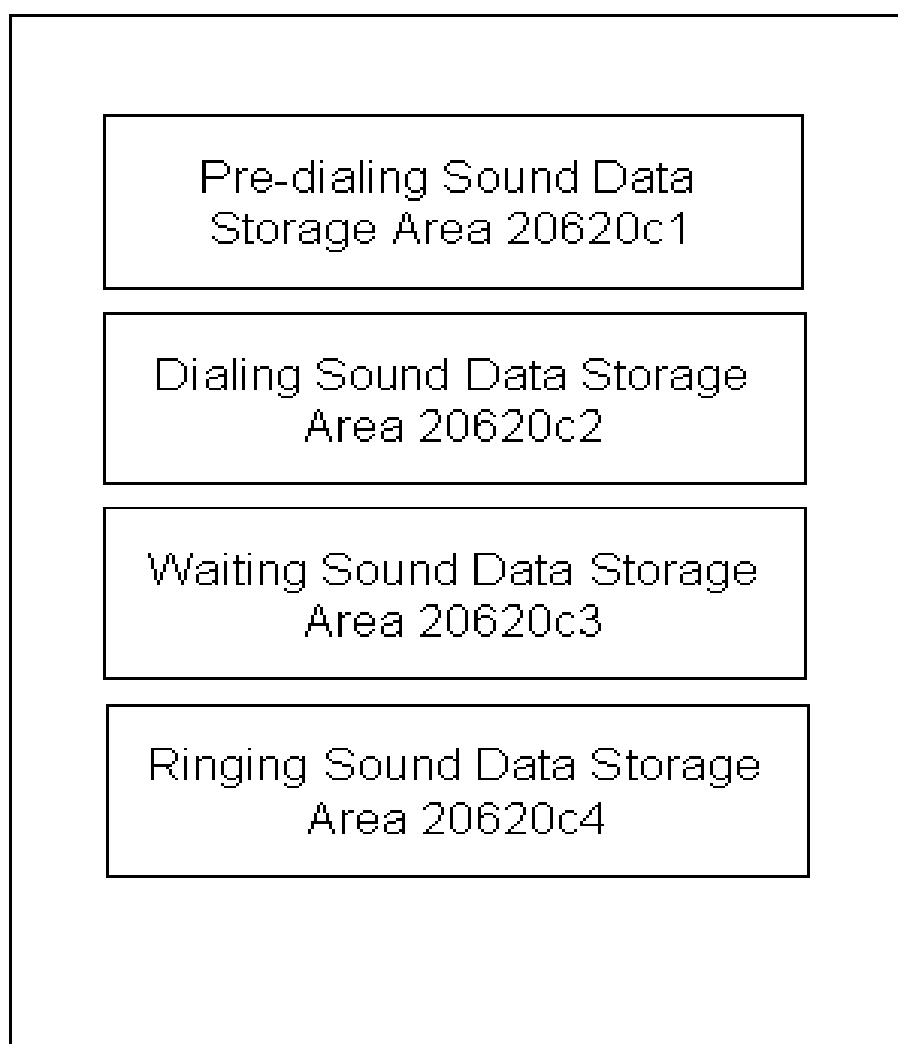 Pre-dialing Sound Data
Storage Area 20620c1
Dialing Sound Data Storage
Area 20620c2
Waiting Sound Data Storage
Area 20620c3
Ringing Sound Data Storage
Area 20620c4